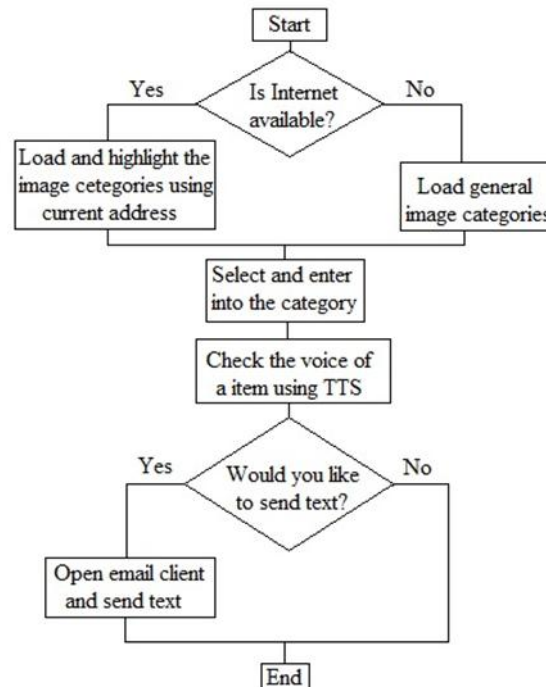 Start
Is Internet
available?
Yes
No
Load and highlight the
image cetegories using
current address
Load general
image categories
Select and enter
into the category
Check the voice of
a item using TTS
Would you like
to send text?
Yes
No
Open email client
and send text
End